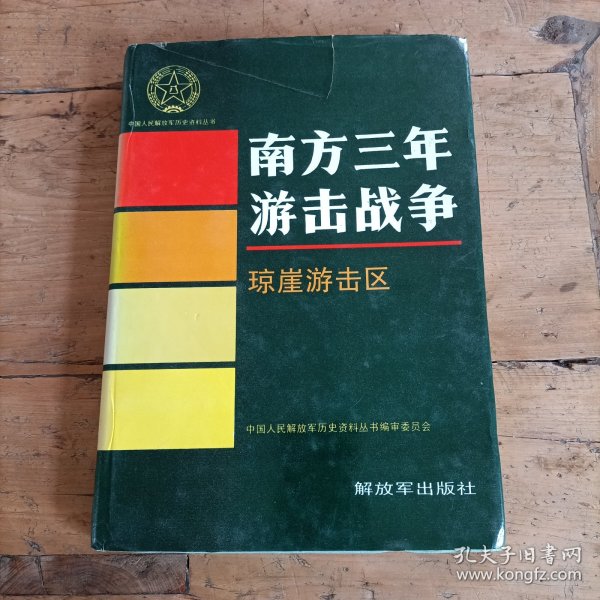 中国人民解放军历史资料丛书
南方三年
游击战争
琼崖游击区
中国人民解放军历史资料丛书编审委员会
解放军出版社
孔夫子旧书网
www.kongfz.com